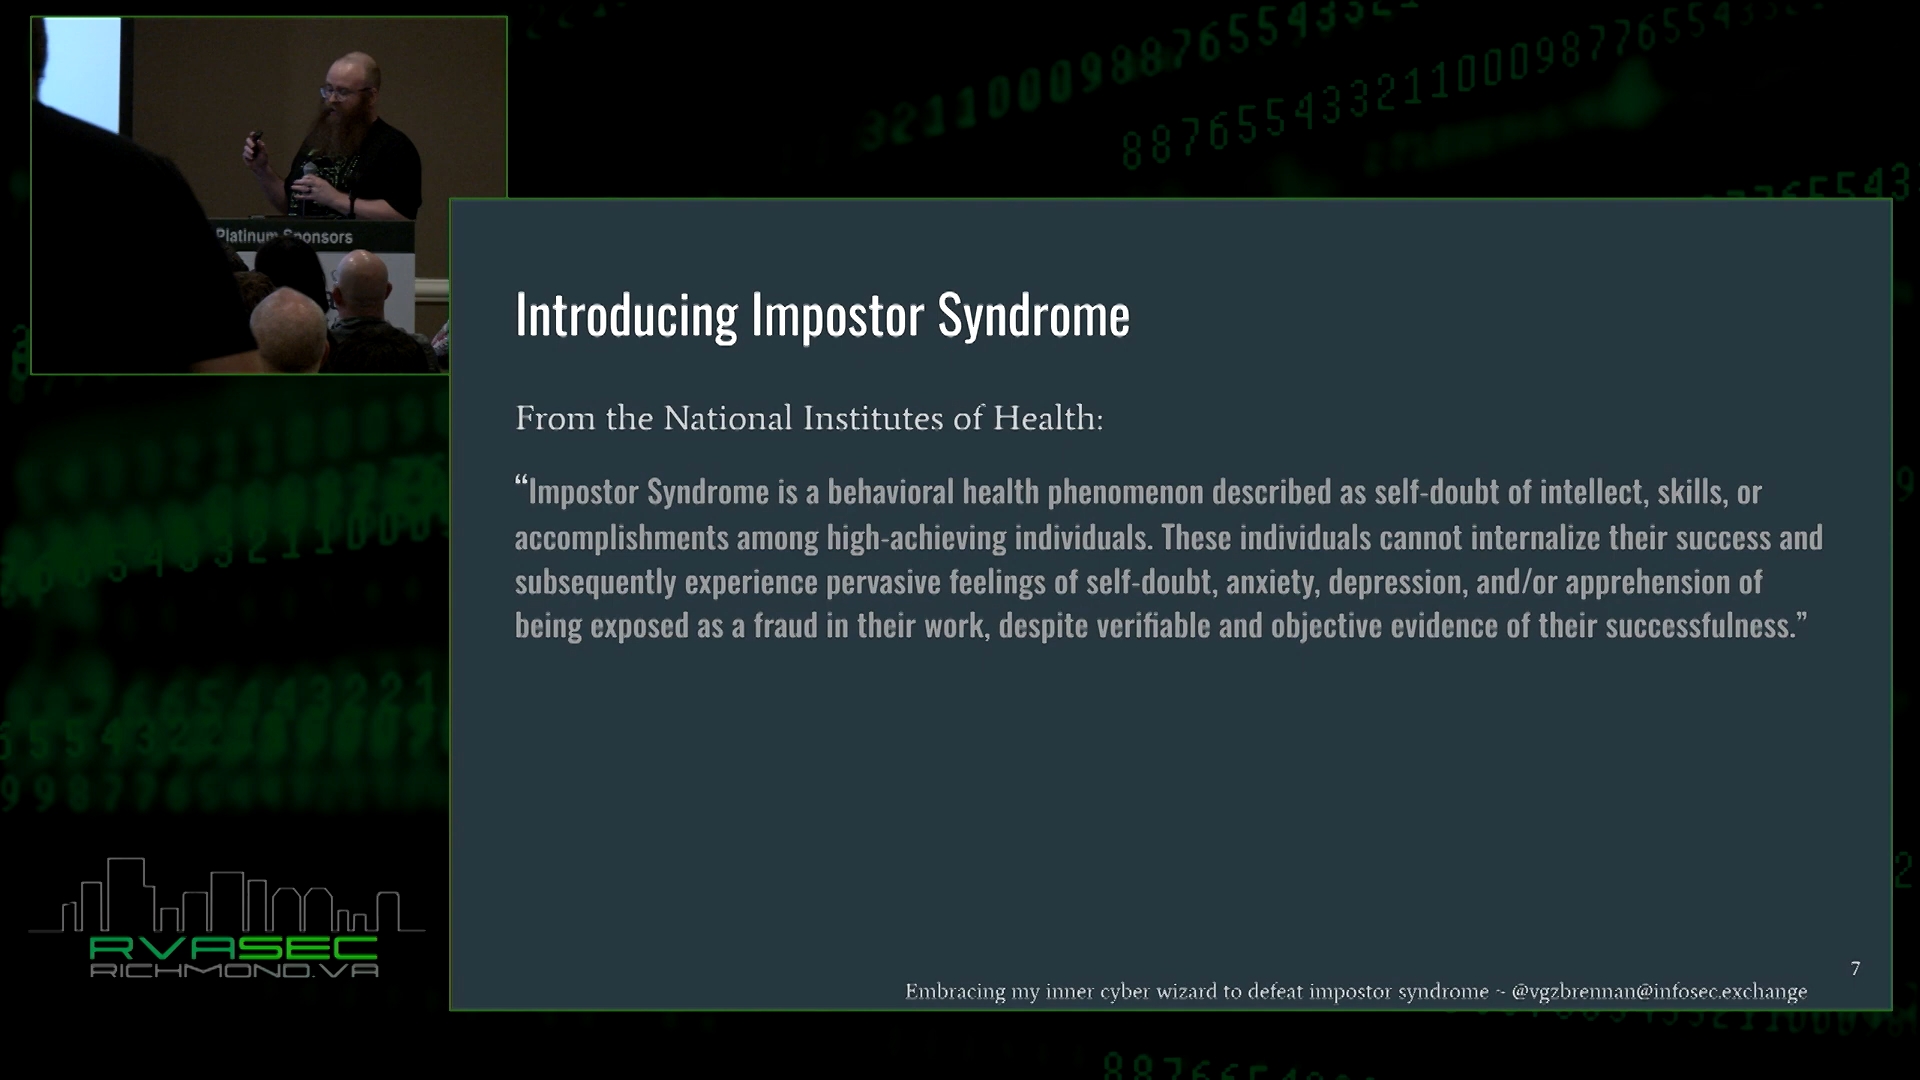 Platinum Sponsors
Introducing Impostor Syndrome
From the National Institutes of Health:
“Impostor Syndrome is a behavioral health phenomenon described as self-doubt of intellect, skills, or
accomplishments among high-achieving individuals. These individuals cannot internalize their success and
subsequently experience pervasive feelings of self-doubt, anxiety, depression, and/or apprehension of
being exposed as a fraud in their work, despite verifiable and objective evidence of their successfulness.”
7
Embracing my inner cyber wizard to defeat impostor syndrome ~ @vgzbrennan@infosec.exchange
RVASEC
RICHMOND.VA
3211000988765543321
88765543321100098776554332